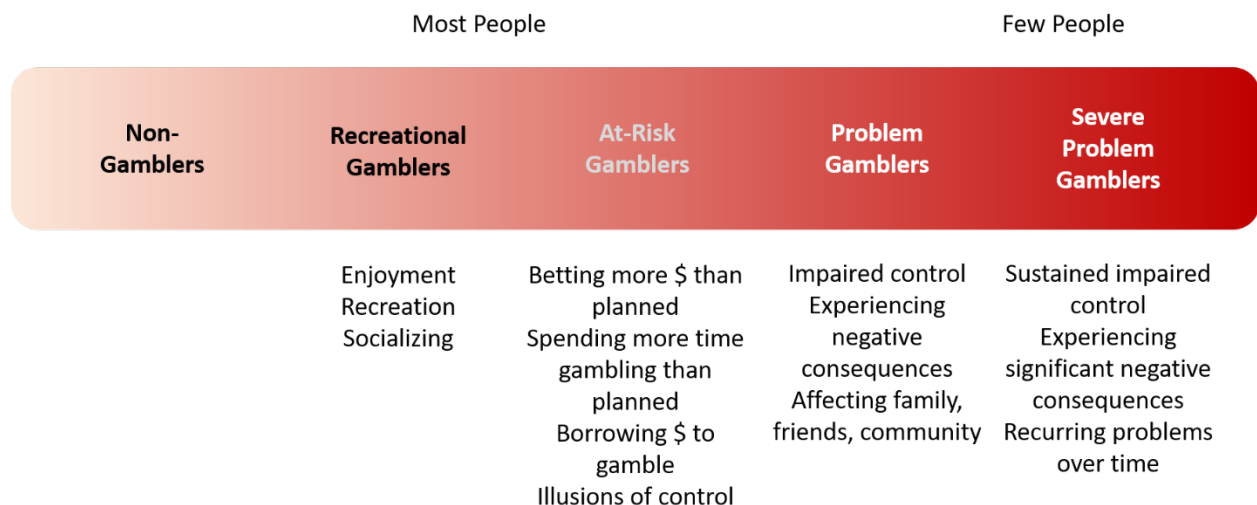 Most People
Few People
Non-
Gamblers
Recreational
Gamblers
At-Risk
Gamblers
Problem
Gamblers
Severe
Problem
Gamblers
Enjoyment
Recreation
Socializing
Betting more $ than
planned
Spending more time
gambling than
planned
Borrowing $ to
gamble
Illusions of control
Impaired control
Experiencing
negative
consequences
Affecting family,
friends, community
Sustained impaired
control
Experiencing
significant negative
consequences
Recurring problems
over time